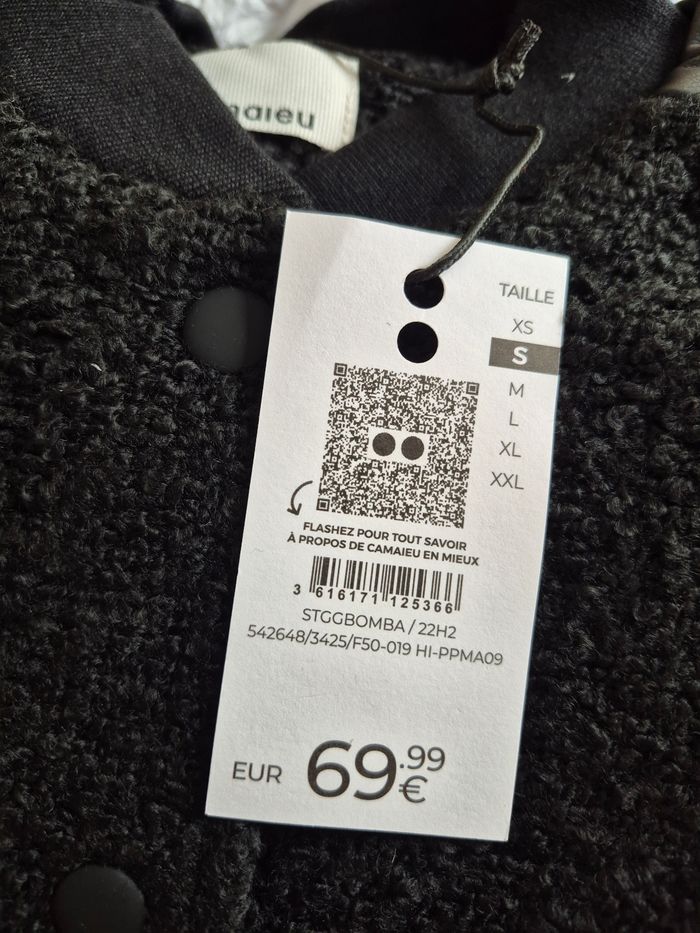 maieu
TAILLE
XS
S
M
L
XL
XXL
FLASHEZ POUR TOUT SAVOIR
À PROPOS DE CAMAIEU EN MIEUX
3 616171 125366
STGGBOMBA / 22H2
542648/3425/F50-019 HI-PPMA09
EUR 69.99€